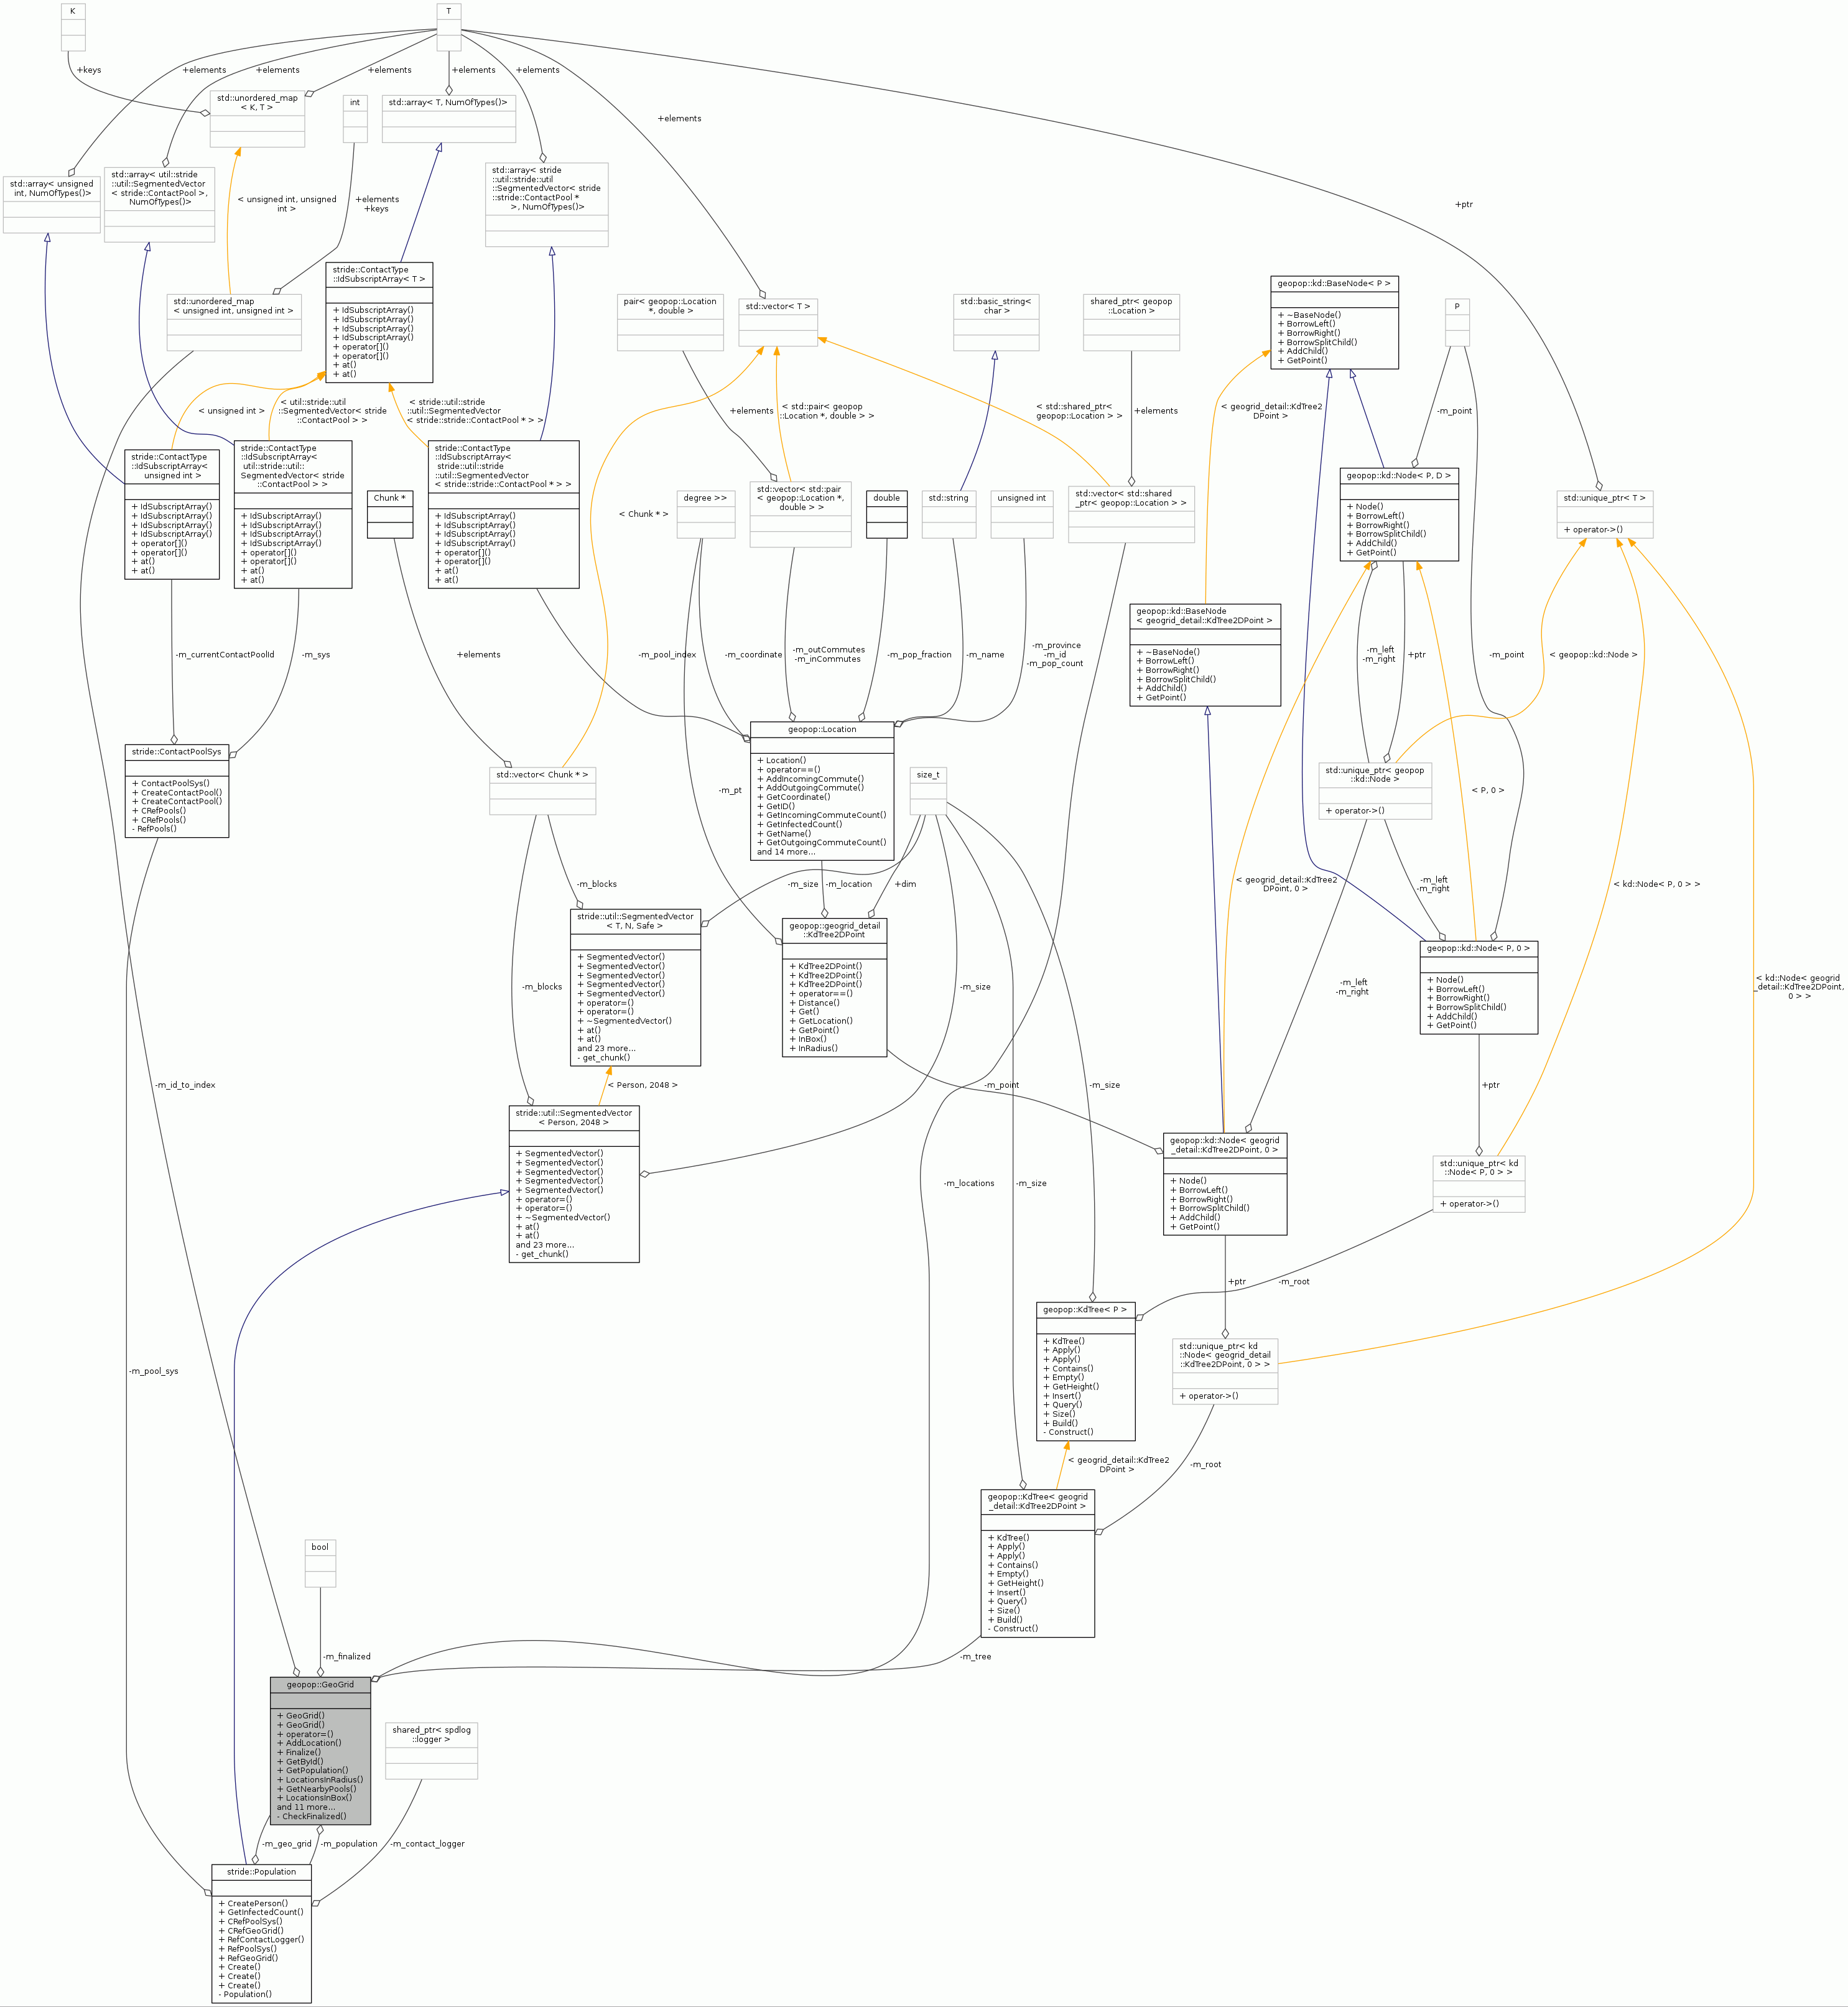 K
T
+keys
+elements
+elements
+elements
+elements
+elements
std::unordered_map
< K, T >
int
std::array< T, NumOfTypes()>
+elements
std::array< unsigned
int, NumOfTypes()>
std::array< util::stride
::util::SegmentedVector
< stride::ContactPool >,
NumOfTypes()>
std::array< stride
::util::stride::util
::SegmentedVector< stride
::stride::ContactPool *
>, NumOfTypes()>
< unsigned int, unsigned
int >
+elements
+keys
+ptr
stride::ContactType
::IdSubscriptArray< T >
+ IdSubscriptArray()
+ IdSubscriptArray()
+ IdSubscriptArray()
+ IdSubscriptArray()
+ operator[]()
+ operator[]()
+ at()
+ at()
std::unordered_map
< unsigned int, unsigned int >
pair< geopop::Location
*, double >
std::vector< T >
std::basic_string<
char >
shared_ptr< geopop
::Location >
geopop::kd::BaseNode< P >
+ ~BaseNode()
+ BorrowLeft()
+ BorrowRight()
+ BorrowSplitChild()
+ AddChild()
+ GetPoint()
P
< unsigned int >
< util::stride::util
::SegmentedVector< stride
::ContactPool > >
< stride::util::stride
::util::SegmentedVector
< stride::stride::ContactPool * > >
+elements
< std::pair< geopop
::Location *, double > >
< std::shared_ptr<
geopop::Location > >
+elements
< geogrid_detail::KdTree2
DPoint >
-m_point
stride::ContactType
::IdSubscriptArray<
unsigned int >
+ IdSubscriptArray()
+ IdSubscriptArray()
+ IdSubscriptArray()
+ IdSubscriptArray()
+ operator[]()
+ operator[]()
+ at()
+ at()
stride::ContactType
::IdSubscriptArray<
util::stride::util::
SegmentedVector< stride
::ContactPool > >
+ IdSubscriptArray()
+ IdSubscriptArray()
+ IdSubscriptArray()
+ IdSubscriptArray()
+ operator[]()
+ operator[]()
+ at()
+ at()
Chunk *
stride::ContactType
::IdSubscriptArray<
stride::util::stride
::util::SegmentedVector
< stride::stride::ContactPool * > >
+ IdSubscriptArray()
+ IdSubscriptArray()
+ IdSubscriptArray()
+ IdSubscriptArray()
+ operator[]()
+ operator[]()
+ at()
+ at()
< Chunk * >
degree >>
std::vector< std::pair
< geopop::Location *,
double > >
double
std::string
unsigned int
std::vector< std::shared
_ptr< geopop::Location > >
geopop::kd::Node< P, D >
+ Node()
+ BorrowLeft()
+ BorrowRight()
+ BorrowSplitChild()
+ AddChild()
+ GetPoint()
std::unique_ptr< T >
+ operator->()
geopop::kd::BaseNode
< geogrid_detail::KdTree2DPoint >
+ ~BaseNode()
+ BorrowLeft()
+ BorrowRight()
+ BorrowSplitChild()
+ AddChild()
+ GetPoint()
-m_currentContactPoolId
-m_sys
+elements
-m_pool_index
-m_coordinate
-m_outCommutes
-m_inCommutes
-m_pop_fraction
-m_name
-m_province
-m_id
-m_pop_count
-m_left
-m_right
+ptr
-m_point
< geopop::kd::Node >
stride::ContactPoolSys
+ ContactPoolSys()
+ CreateContactPool()
+ CreateContactPool()
+ CRefPools()
+ CRefPools()
- RefPools()
std::vector< Chunk * >
-m_pt
geopop::Location
+ Location()
+ operator==()
+ AddIncomingCommute()
+ AddOutgoingCommute()
+ GetCoordinate()
+ GetID()
+ GetIncomingCommuteCount()
+ GetInfectedCount()
+ GetName()
+ GetOutgoingCommuteCount()
and 14 more...
size_t
std::unique_ptr< geopop
::kd::Node >
+ operator->()
< P, 0 >
-m_blocks
-m_size
-m_location
+dim
< geogrid_detail::KdTree2
DPoint, 0 >
-m_left
-m_right
< kd::Node< P, 0 > >
stride::util::SegmentedVector
< T, N, Safe >
+ SegmentedVector()
+ SegmentedVector()
+ SegmentedVector()
+ SegmentedVector()
+ SegmentedVector()
+ operator=()
+ operator=()
+ ~SegmentedVector()
+ at()
+ at()
and 23 more...
- get_chunk()
geopop::geogrid_detail
::KdTree2DPoint
+ KdTree2DPoint()
+ KdTree2DPoint()
+ KdTree2DPoint()
+ operator==()
+ Distance()
+ Get()
+ GetLocation()
+ GetPoint()
+ InBox()
+ InRadius()
geopop::kd::Node< P, 0 >
+ Node()
+ BorrowLeft()
+ BorrowRight()
+ BorrowSplitChild()
+ AddChild()
+ GetPoint()
-m_blocks
-m_size
-m_left
-m_right
< kd::Node< geogrid
_detail::KdTree2DPoint,
0 > >
-m_id_to_index
< Person, 2048 >
-m_point
-m_size
+ptr
stride::util::SegmentedVector
< Person, 2048 >
+ SegmentedVector()
+ SegmentedVector()
+ SegmentedVector()
+ SegmentedVector()
+ SegmentedVector()
+ operator=()
+ operator=()
+ ~SegmentedVector()
+ at()
+ at()
and 23 more...
- get_chunk()
-m_locations
-m_size
geopop::kd::Node< geogrid
_detail::KdTree2DPoint, 0 >
+ Node()
+ BorrowLeft()
+ BorrowRight()
+ BorrowSplitChild()
+ AddChild()
+ GetPoint()
std::unique_ptr< kd
::Node< P, 0 > >
+ operator->()
+ptr
-m_root
geopop::KdTree< P >
+ KdTree()
+ Apply()
+ Apply()
+ Contains()
+ Empty()
+ GetHeight()
+ Insert()
+ Query()
+ Size()
+ Build()
- Construct()
std::unique_ptr< kd
::Node< geogrid_detail
::KdTree2DPoint, 0 > >
+ operator->()
-m_pool_sys
< geogrid_detail::KdTree2
DPoint >
-m_root
geopop::KdTree< geogrid
_detail::KdTree2DPoint >
+ KdTree()
+ Apply()
+ Apply()
+ Contains()
+ Empty()
+ GetHeight()
+ Insert()
+ Query()
+ Size()
+ Build()
- Construct()
bool
-m_finalized
-m_tree
geopop::GeoGrid
+ GeoGrid()
+ GeoGrid()
+ operator=()
+ AddLocation()
+ Finalize()
+ GetById()
+ GetPopulation()
+ LocationsInRadius()
+ GetNearbyPools()
+ LocationsInBox()
and 11 more...
- CheckFinalized()
shared_ptr< spdlog
::logger >
-m_geo_grid
-m_population
-m_contact_logger
stride::Population
+ CreatePerson()
+ GetInfectedCount()
+ CRefPoolSys()
+ CRefGeoGrid()
+ RefContactLogger()
+ RefPoolSys()
+ RefGeoGrid()
+ Create()
+ Create()
+ Create()
- Population()